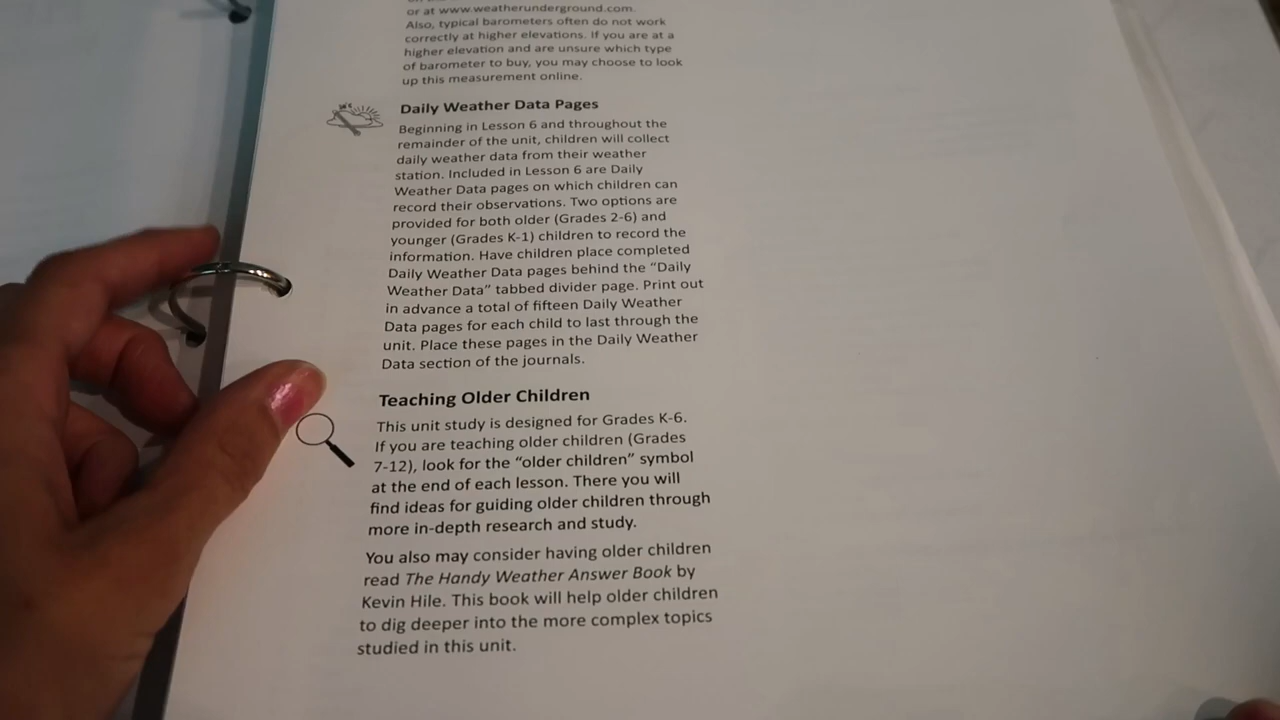 or at www.weatherunderground.com.
Also, typical barometers often do not work
correctly at higher elevations. If you are at a
higher elevation and are unsure which type
of barometer to buy, you may choose to look
up this measurement online.
Daily Weather Data Pages
Beginning in Lesson 6 and throughout the
remainder of the unit, children will collect
daily weather data from their weather
station. Included in Lesson 6 are Daily
Weather Data pages on which children can
record their observations. Two options are
provided for both older (Grades 2-6) and
younger (Grades K-1) children to record the
information. Have children place completed
Daily Weather Data pages behind the “Daily
Weather Data” tabbed divider page. Print out
in advance a total of fifteen Daily Weather
Data pages for each child to last through the
unit. Place these pages in the Daily Weather
Data section of the journals.
Teaching Older Children
This unit study is designed for Grades K-6.
If you are teaching older children (Grades
7-12), look for the “older children” symbol
at the end of each lesson. There you will
find ideas for guiding older children through
more in-depth research and study.
You also may consider having older children
read The Handy Weather Answer Book by
Kevin Hile. This book will help older children
to dig deeper into the more complex topics
studied in this unit.